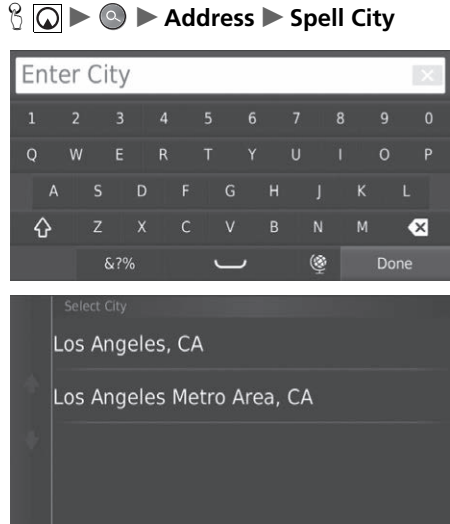 Address ▶ Spell City
Enter City
1 2 3 4 5 6 7 8 9 0
Q W E R T Y U I O P
A S D F G H J K L
Z X C V B N M
&?% Done
Select City
Los Angeles, CA
Los Angeles Metro Area, CA